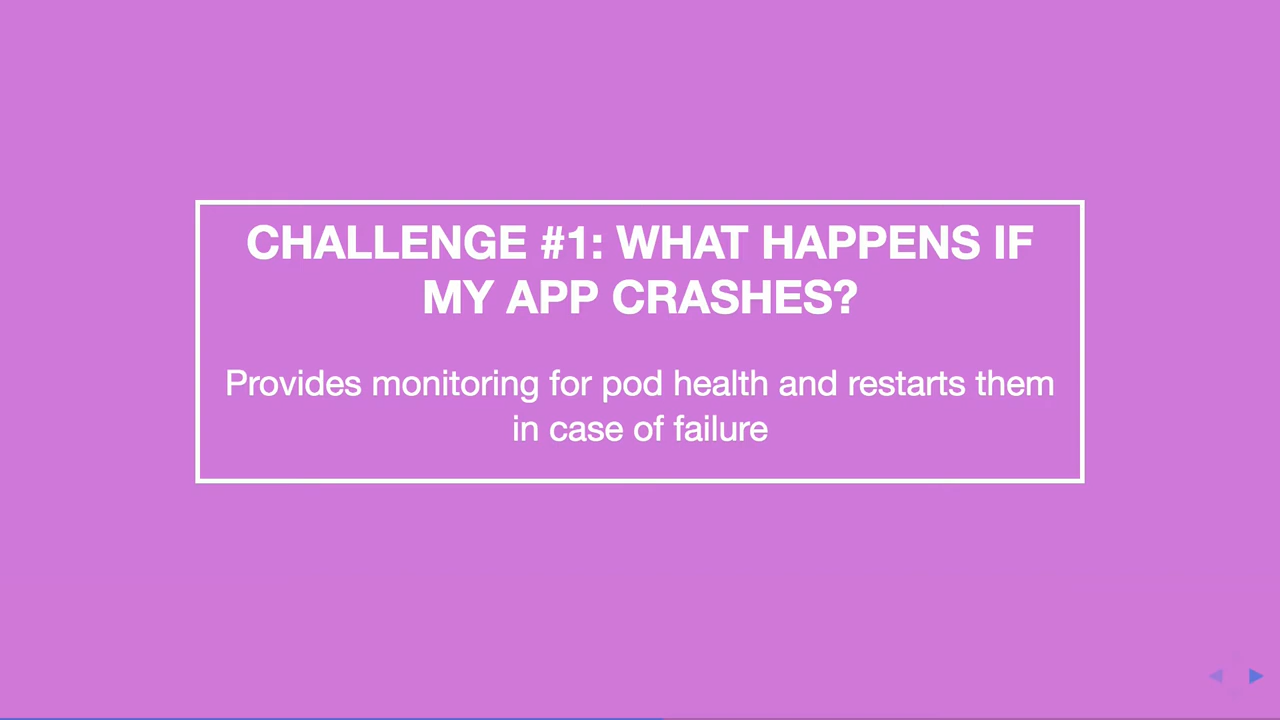 CHALLENGE #1: WHAT HAPPENS IF
MY APP CRASHES?
Provides monitoring for pod health and restarts them
in case of failure